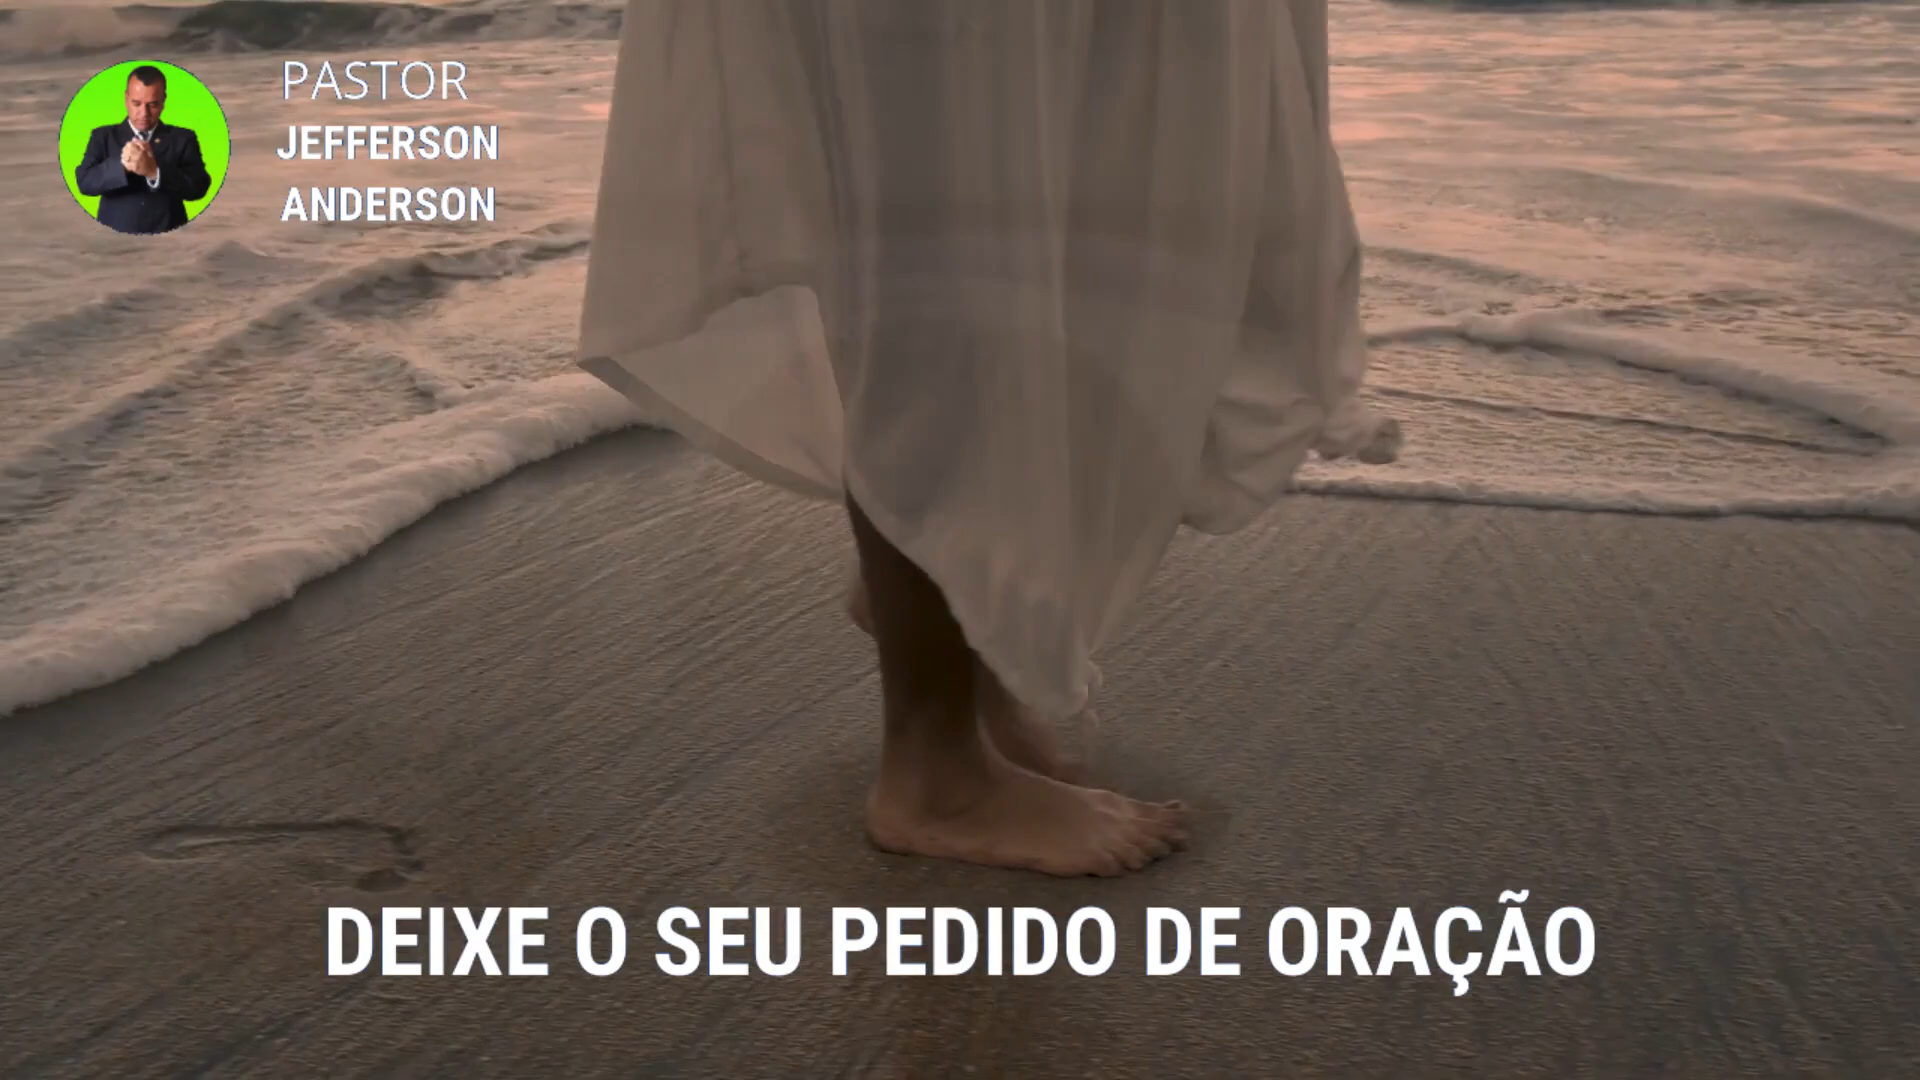 PASTOR
JEFFERSON
ANDERSON
DEIXE O SEU PEDIDO DE ORAÇÃO